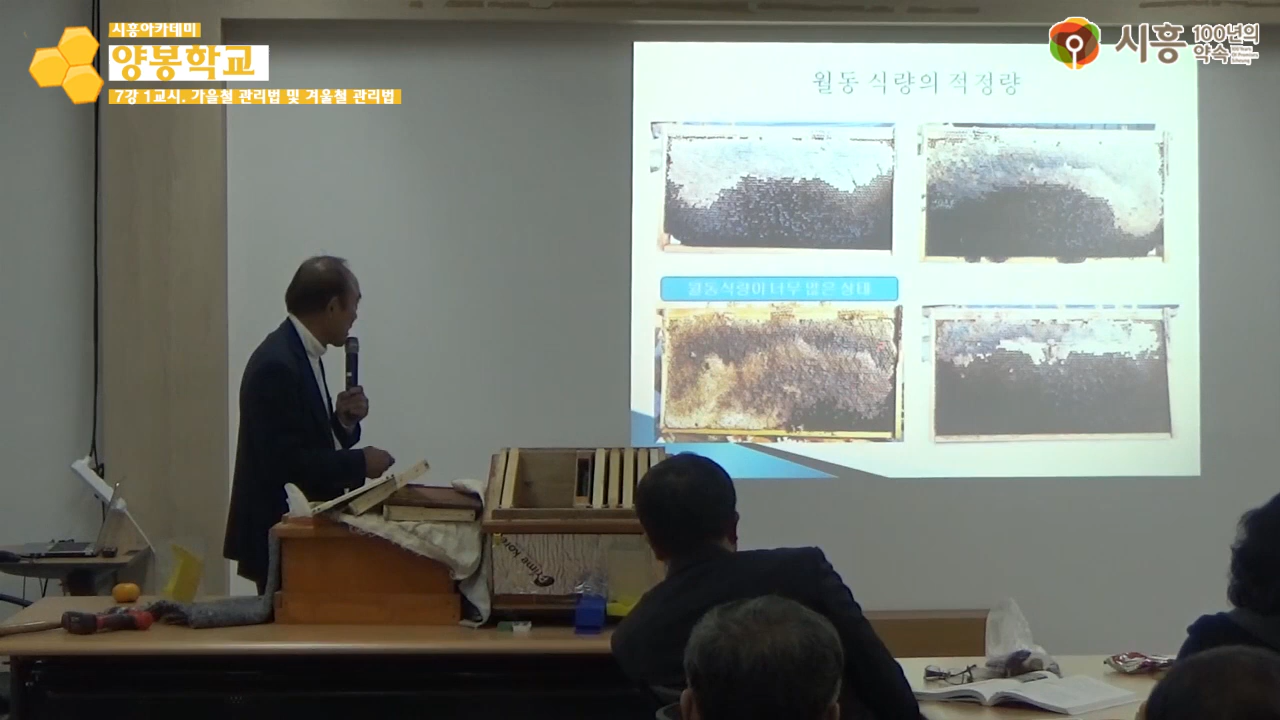 시흥아카데미
양봉학교
7강 1교시. 가을철 관리법 및 겨울철 관리법
시흥 100년의 약속
월동 식량의 적정량
월동식량이 너무 많은 상태
Prime kore